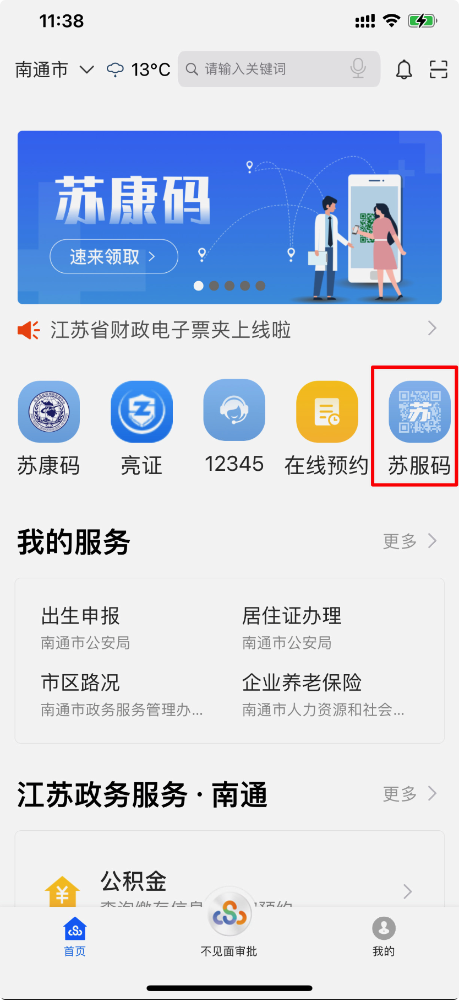 11:38
南通市 13°C 请输入关键词
苏康码
速来领取 >
江苏省财政电子票夹上线啦
苏康码 亮证 12345 在线预约 苏服码
苏
我的服务 更多
出生申报 居住证办理
南通市公安局 南通市公安局
市区路况 企业养老保险
南通市政务服务管理办... 南通市人力资源和社会...
江苏政务服务·南通 更多
公积金
首页 不见面审批 我的